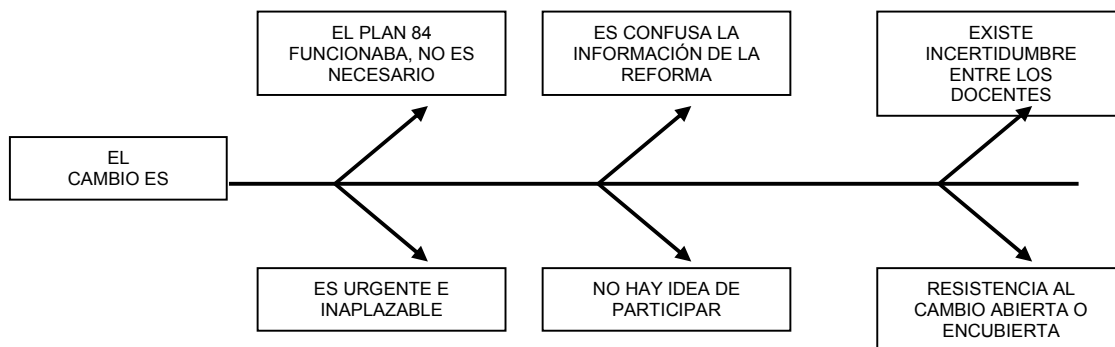 EL PLAN 84
FUNCIONABA, NO ES
NECESARIO
ES CONFUSA LA
INFORMACIÓN DE LA
REFORMA
EXISTE
INCERTIDUMBRE
ENTRE LOS
DOCENTES
EL
CAMBIO ES
ES URGENTE E
INAPLAZABLE
NO HAY IDEA DE
PARTICIPAR
RESISTENCIA AL
CAMBIO ABIERTA O
ENCUBIERTA